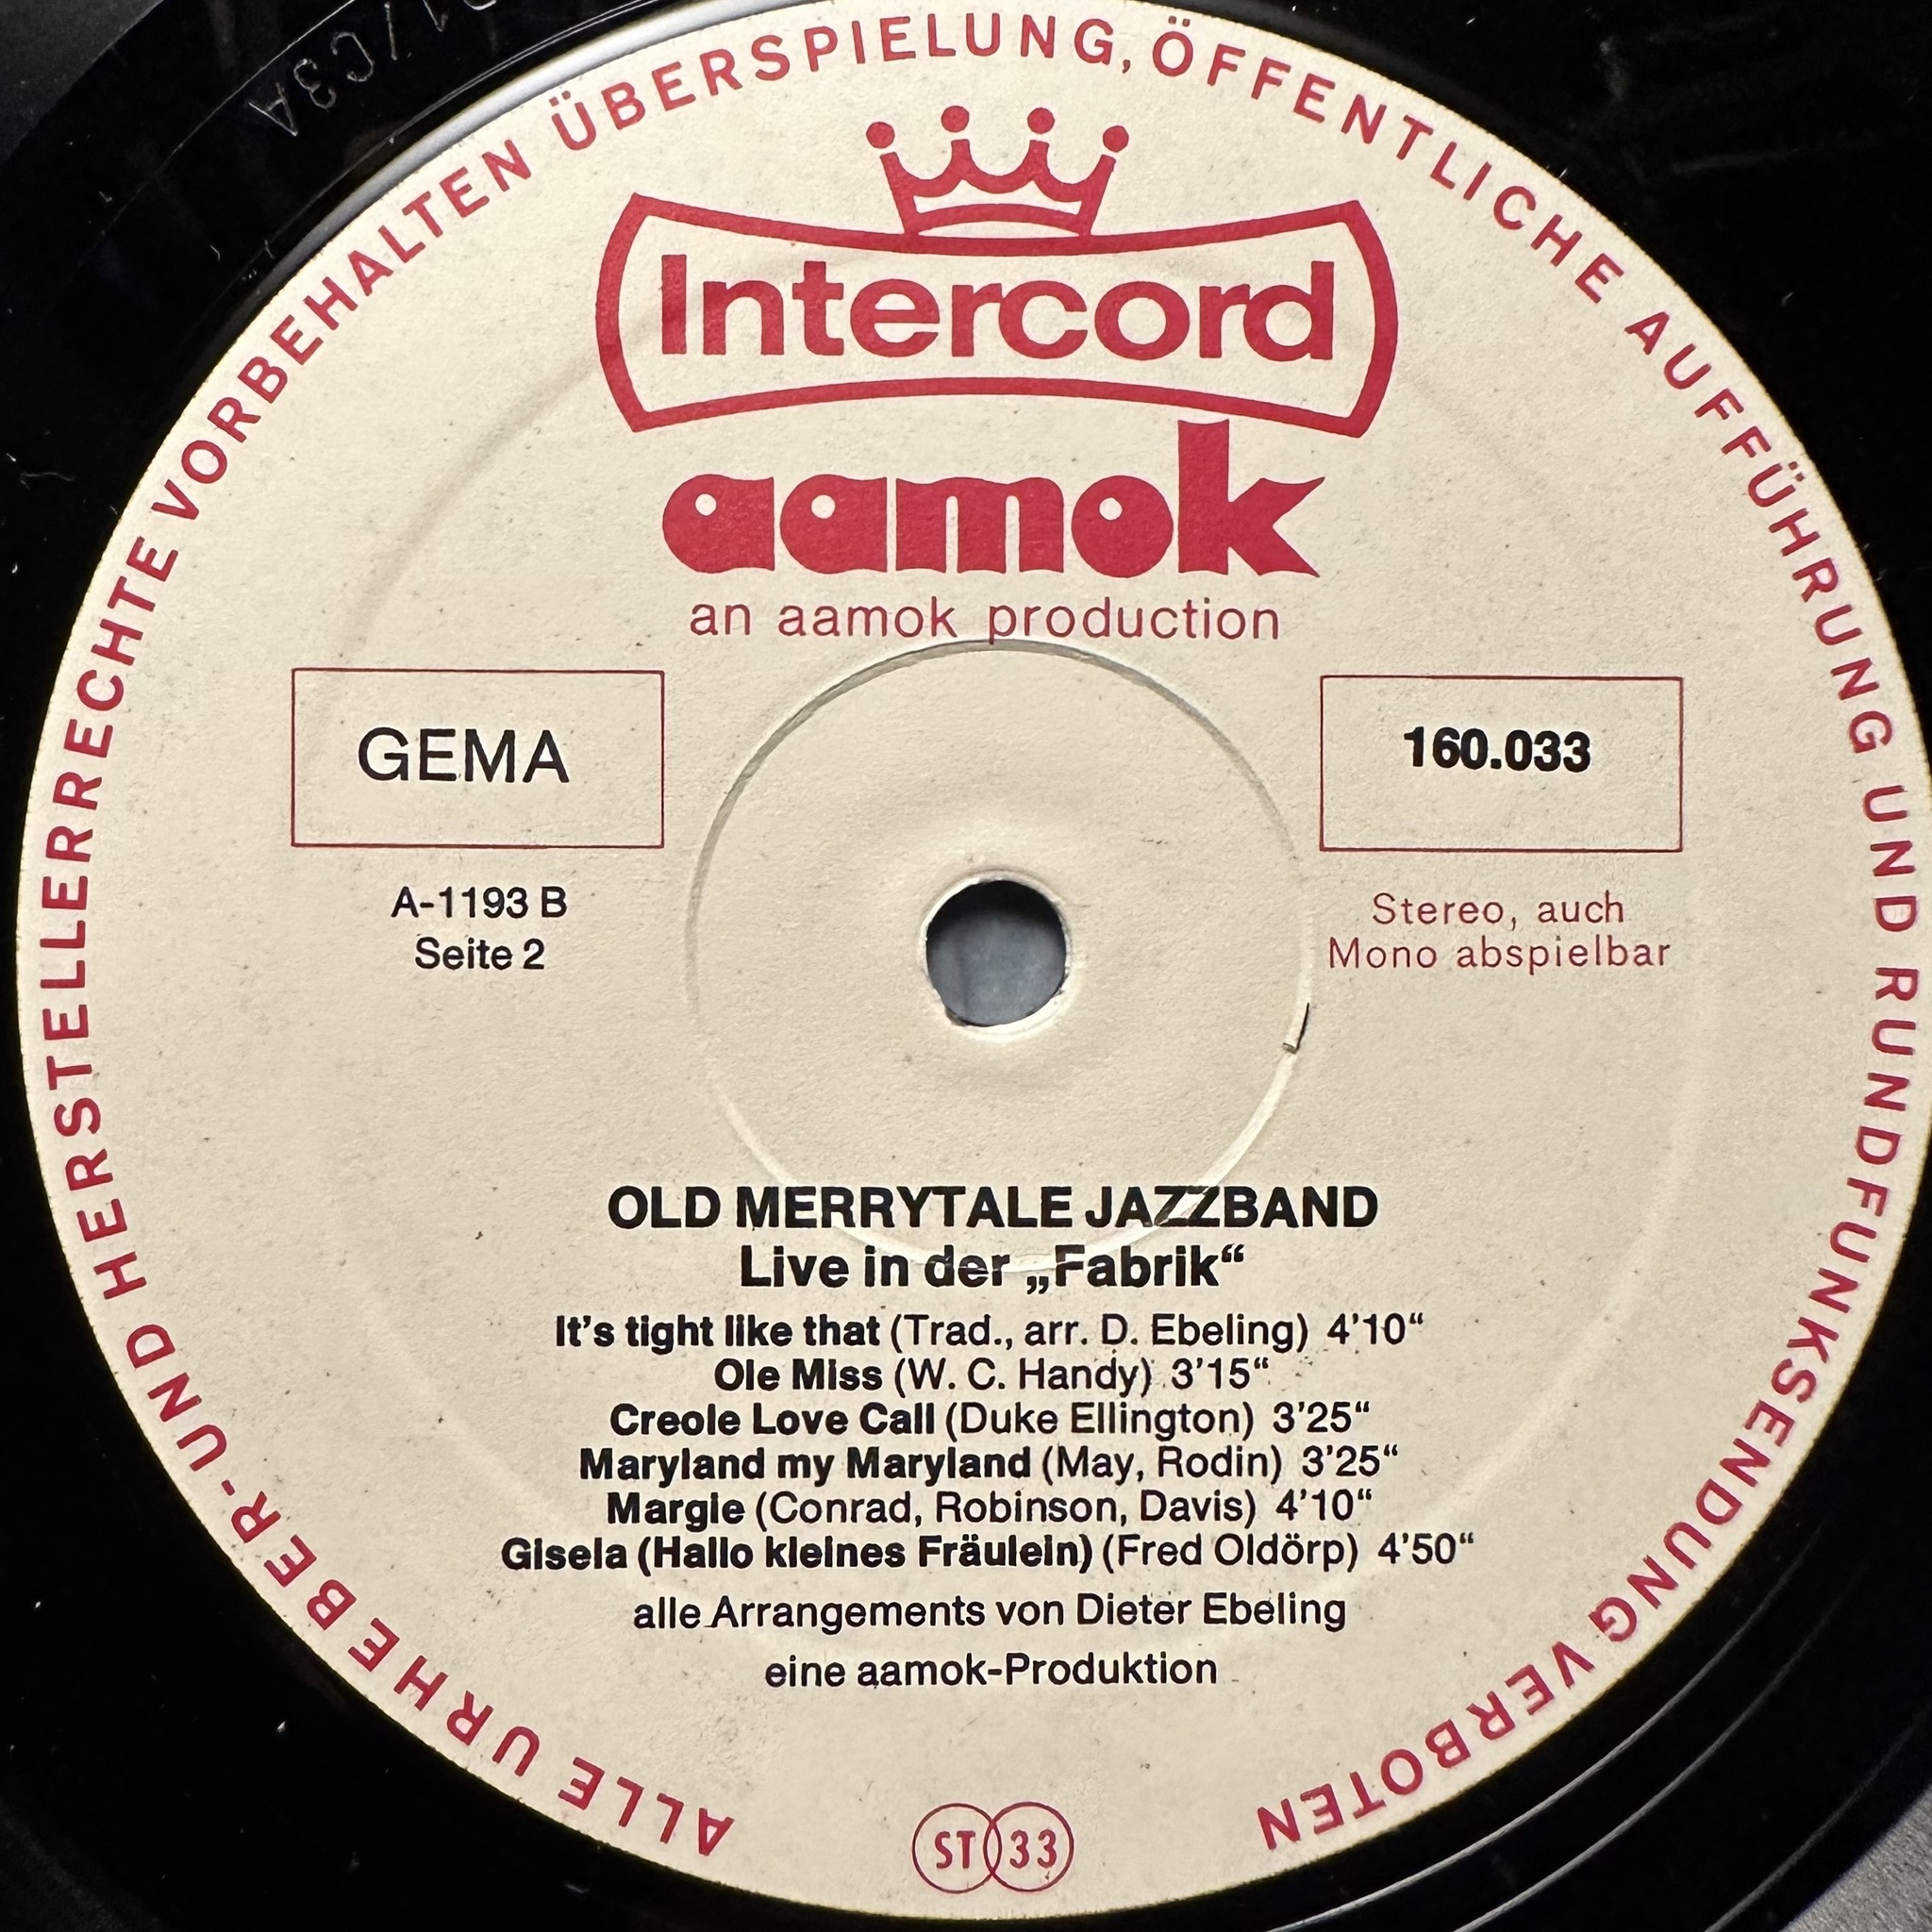 ALLE URHEBER- UND HERSTELLERRECHTE VORBEHALTEN ÜBERSPIELUNG, ÖFFENTLICHE AUFFÜHRUNG UND RUNDFUNKSENDUNG VERBOTEN
Intercord
aamok
an aamok production
GEMA
160.033
A-1193 B
Seite 2
Stereo, auch
Mono abspielbar
OLD MERRYTALE JAZZBAND
Live in der „Fabrik“
It’s tight like that (Trad., arr. D. Ebeling) 4’10“
Ole Miss (W. C. Handy) 3’15“
Creole Love Call (Duke Ellington) 3’25“
Maryland my Maryland (May, Rodin) 3’25“
Margie (Conrad, Robinson, Davis) 4’10“
Gisela (Hallo kleines Fräulein) (Fred Oldörp) 4’50“
alle Arrangements von Dieter Ebeling
eine aamok-Produktion
ST 33